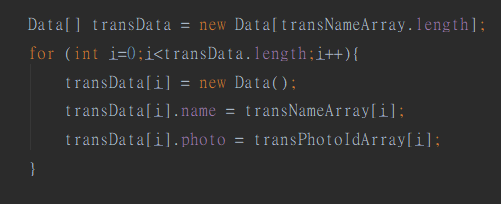 Data[] transData = new Data[transNameArray.length];
for (int i=0;i<transData.length;i++){
transData[i] = new Data();
transData[i].name = transNameArray[i];
transData[i].photo = transPhotoIdArray[i];
}